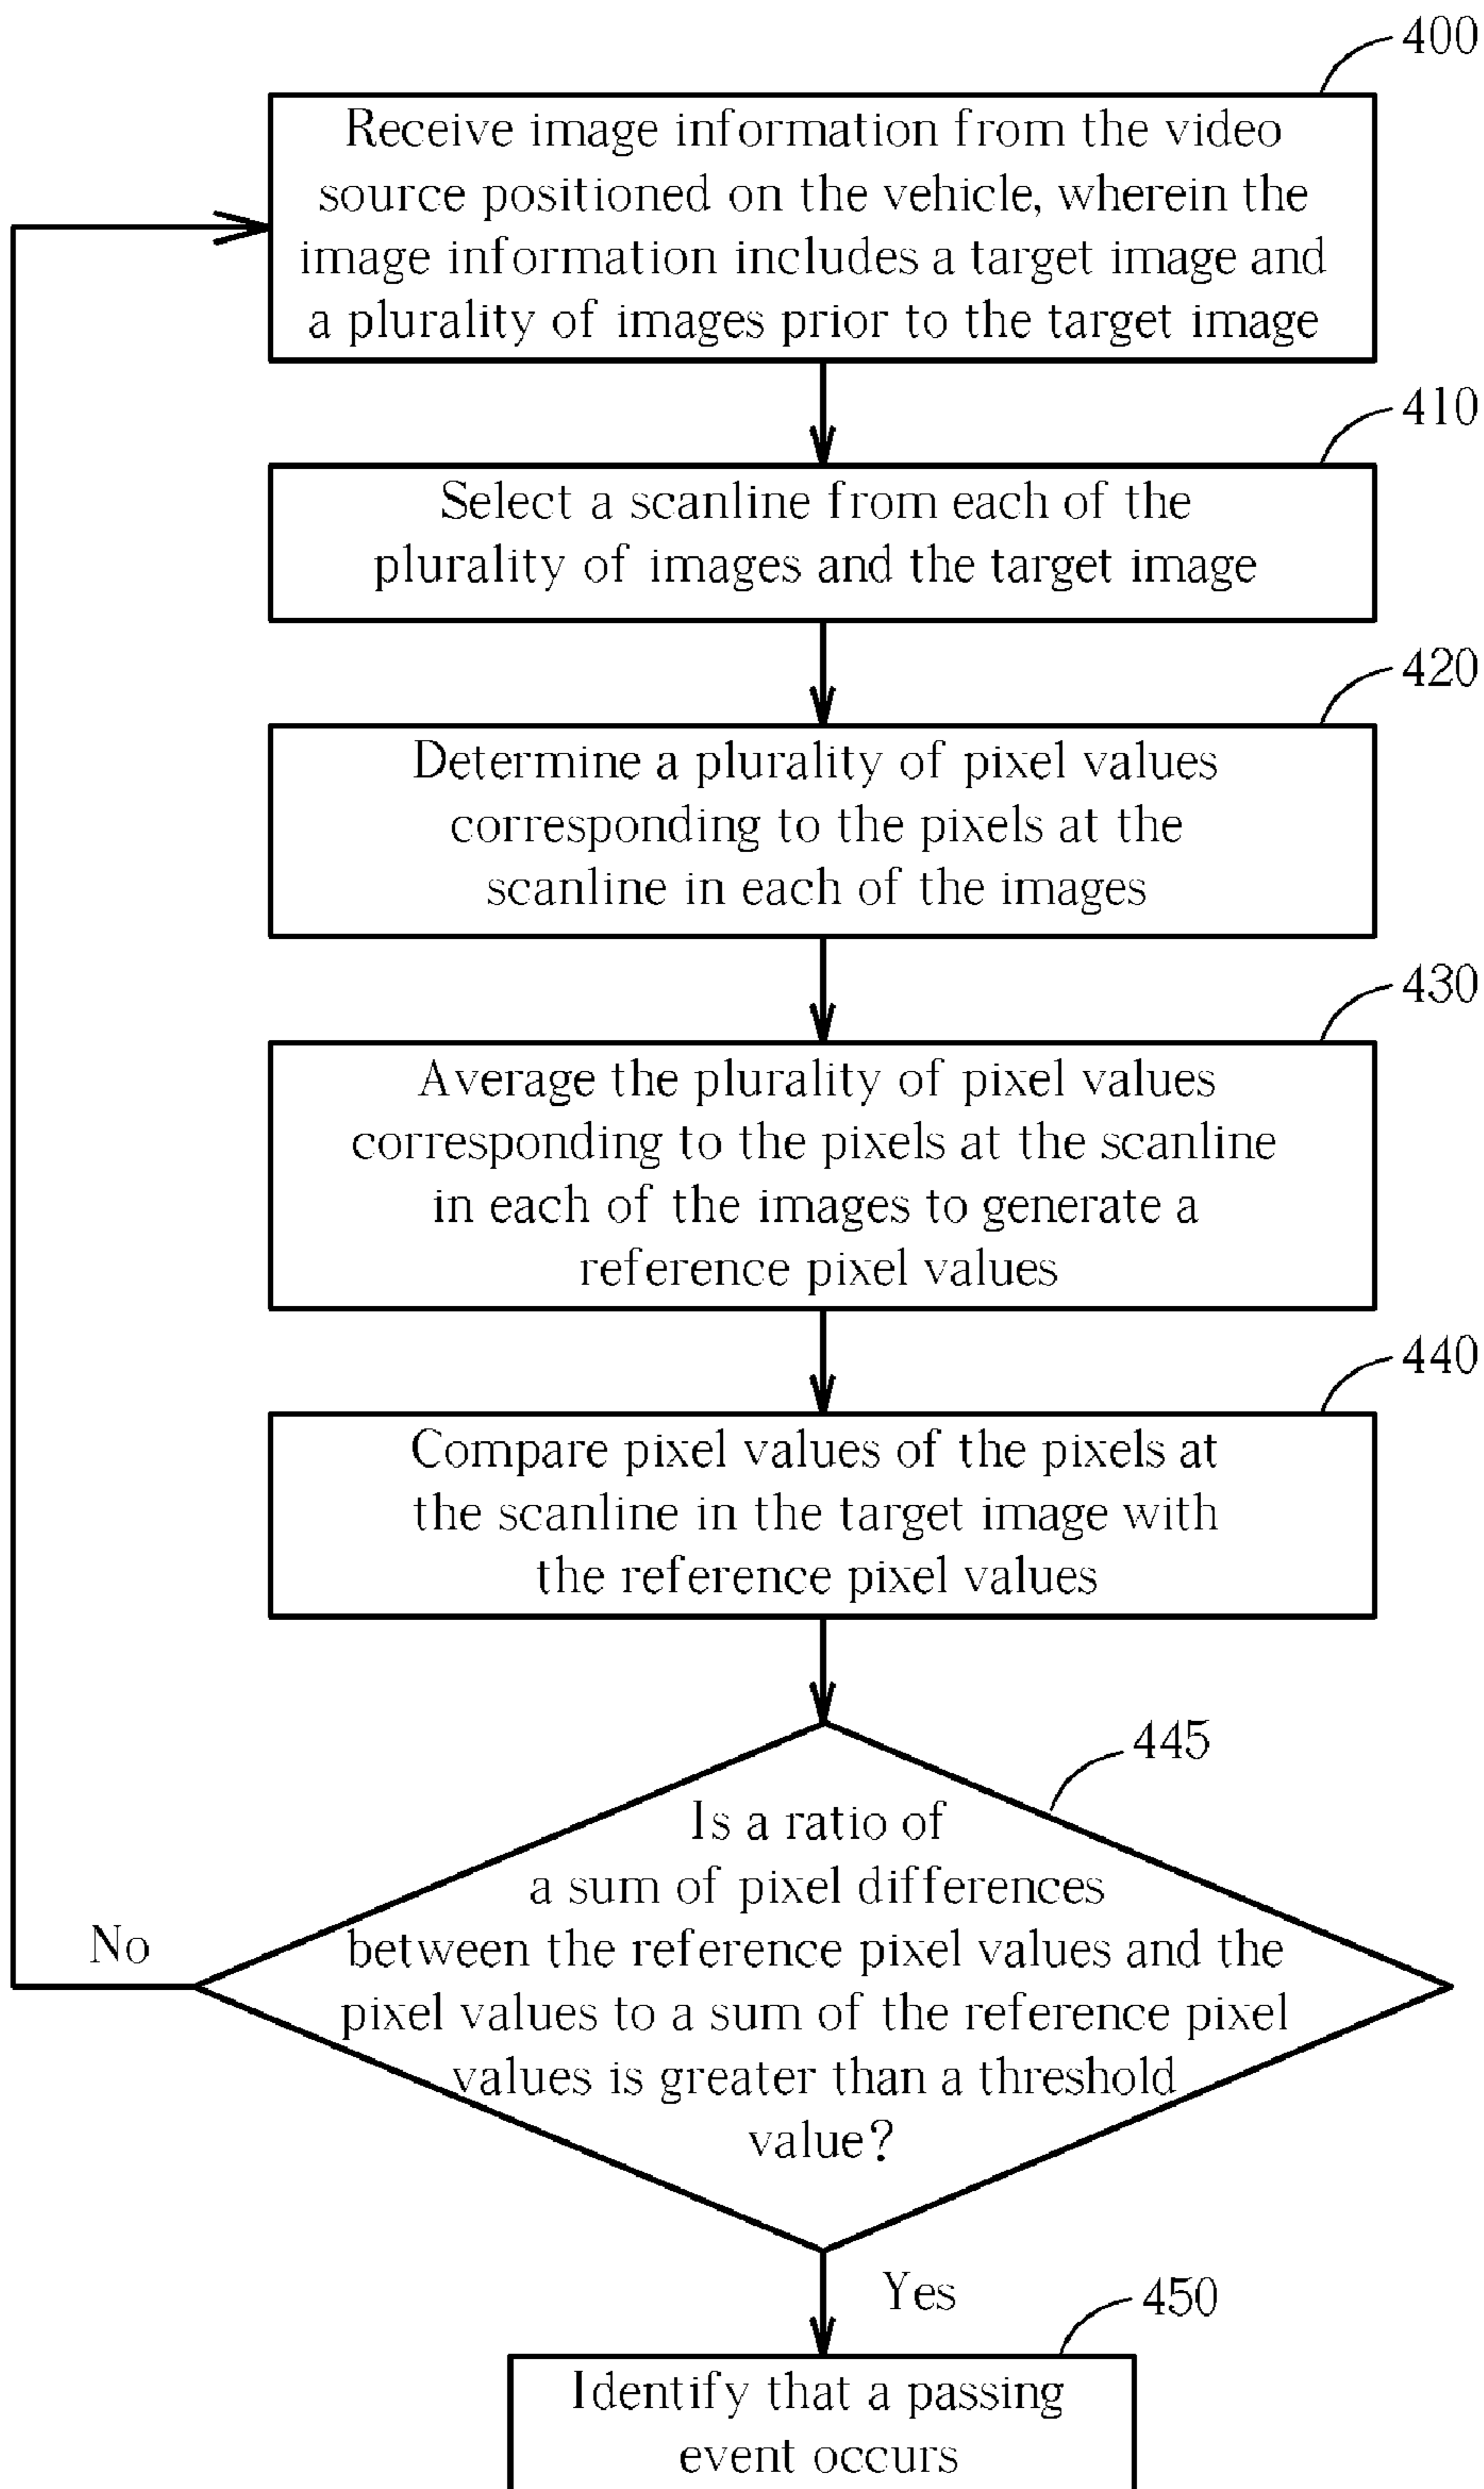 400
Receive image information from the video
source positioned on the vehicle, wherein the
image information includes a target image and
a plurality of images prior to the target image
410
Select a scanline from each of the
plurality of images and the target image
420
Determine a plurality of pixel values
corresponding to the pixels at the
scanline in each of the images
430
Average the plurality of pixel values
corresponding to the pixels at the scanline
in each of the images to generate a
reference pixel values
440
Compare pixel values of the pixels at
the scanline in the target image with
the reference pixel values
445
Is a ratio of
a sum of pixel differences
between the reference pixel values and the
pixel values to a sum of the reference pixel
values is greater than a threshold
value?
No
Yes
450
Identify that a passing
event occurs